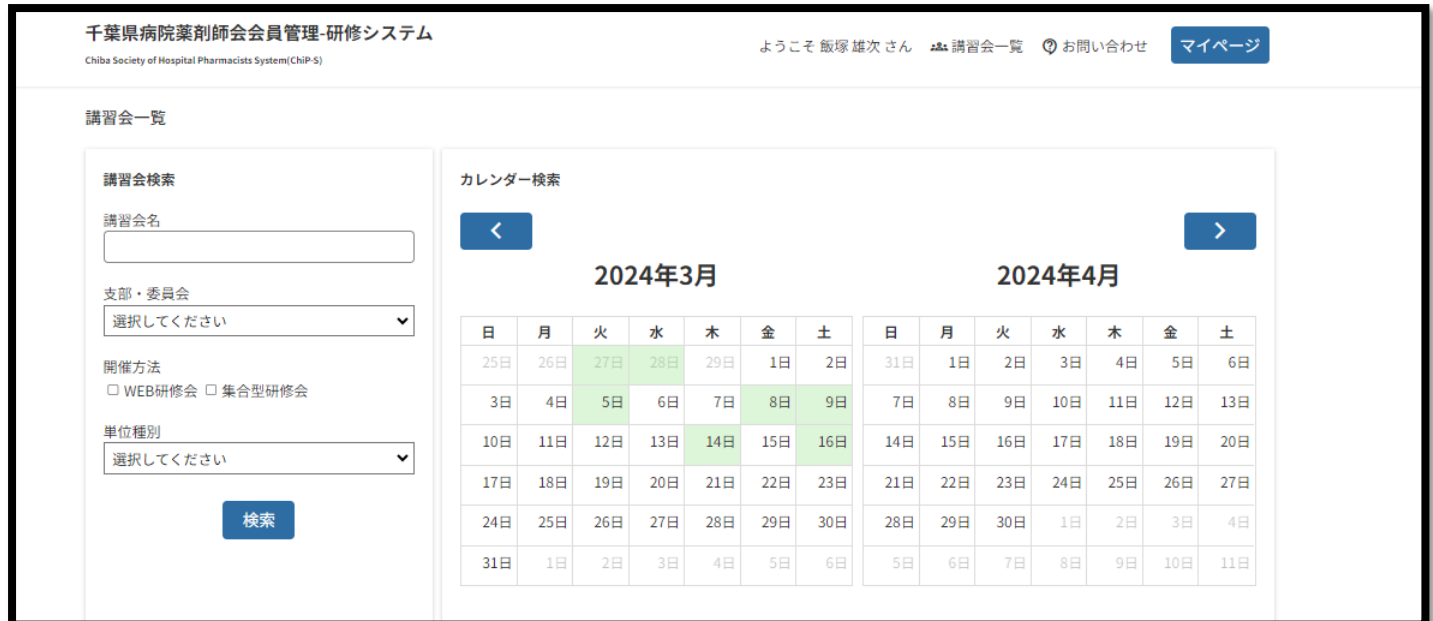 千葉県病院薬剤師会会員管理-研修システム
Chiba Society of Hospital Pharmacists System(ChiP-S)
ようこそ 飯塚 雄次 さん 講習会一覧 お問い合わせ マイページ
講習会一覧
講習会検索
講習会名
支部・委員会
選択してください
開催方法
WEB研修会 集合型研修会
単位種別
選択してください
検索
カレンダー検索
2024年3月
日 月 火 水 木 金 土
25日 26日 27日 28日 29日 1日 2日
3日 4日 5日 6日 7日 8日 9日
10日 11日 12日 13日 14日 15日 16日
17日 18日 19日 20日 21日 22日 23日
24日 25日 26日 27日 28日 29日 30日
31日 1日 2日 3日 4日 5日 6日
2024年4月
日 月 火 水 木 金 土
31日 1日 2日 3日 4日 5日 6日
7日 8日 9日 10日 11日 12日 13日
14日 15日 16日 17日 18日 19日 20日
21日 22日 23日 24日 25日 26日 27日
28日 29日 30日 1日 2日 3日 4日
5日 6日 7日 8日 9日 10日 11日